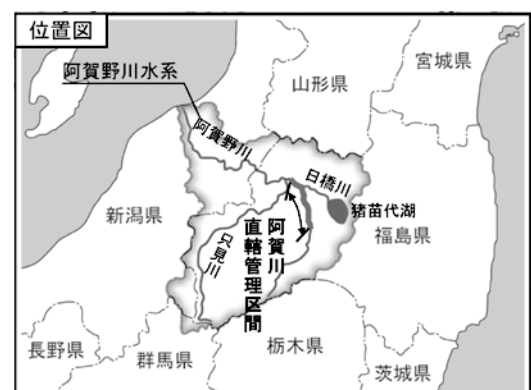 位置図
阿賀野川水系
山形県
宮城県
阿賀野川
日橋川
猪苗代湖
新潟県
福島県
只見川
阿賀川
直轄管理区間
長野県
群馬県
栃木県
茨城県